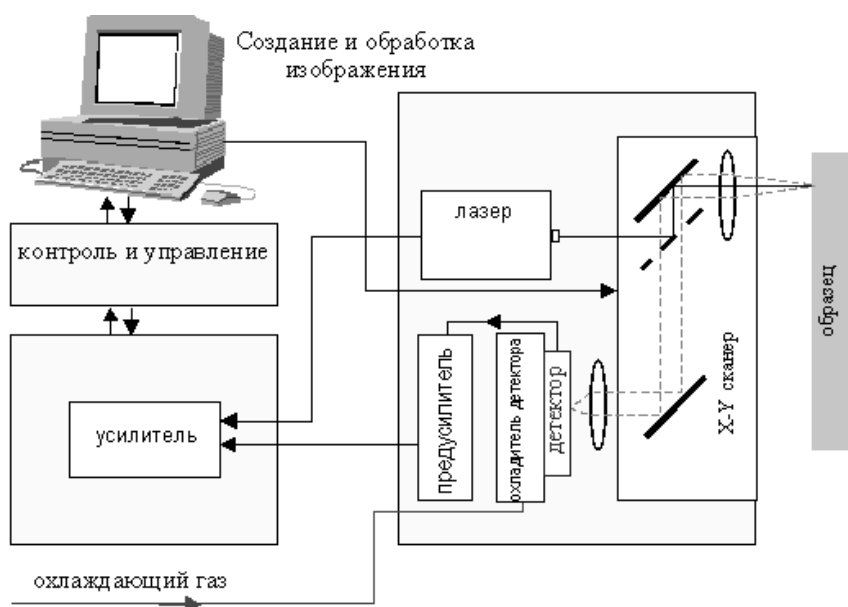 Создание и обработка
изображения
лазер
контроль и управление
образец
предусилитель
охладитель детектора
детектор
X-Y сканер
усилитель
охлаждающий газ